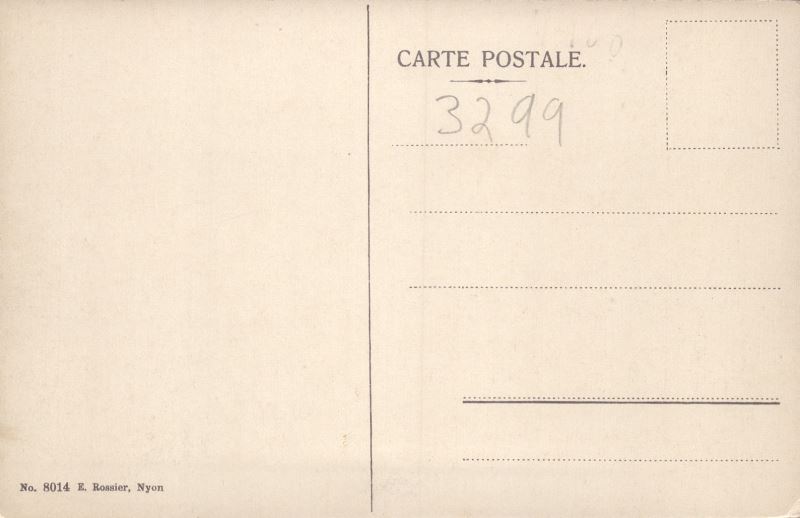 CARTE POSTALE.
3299
No. 8014 E. Rossier, Nyon